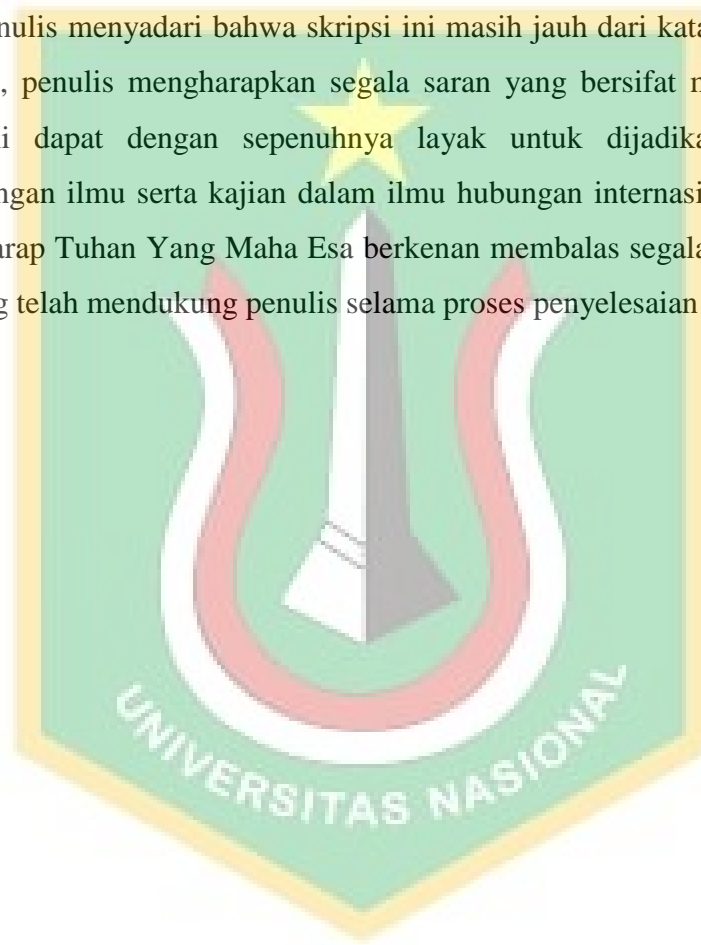 nulis menyadari bahwa skripsi ini masih jauh dari kata
, penulis mengharapkan segala saran yang bersifat
i dapat dengan sepenuhnya layak untuk dijadika
ngan ilmu serta kajian dalam ilmu hubungan internasi
arap Tuhan Yang Maha Esa berkenan membalas segala
g telah mendukung penulis selama proses penyelesaian
UNIVERSITAS NASIONAL